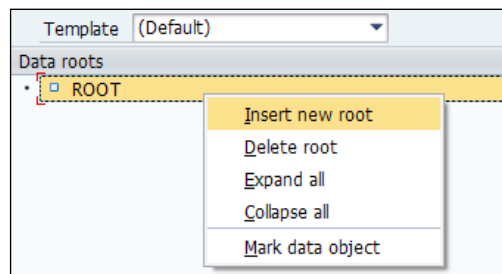 Template (Default)
Data roots
ROOT
Insert new root
Delete root
Expand all
Collapse all
Mark data object